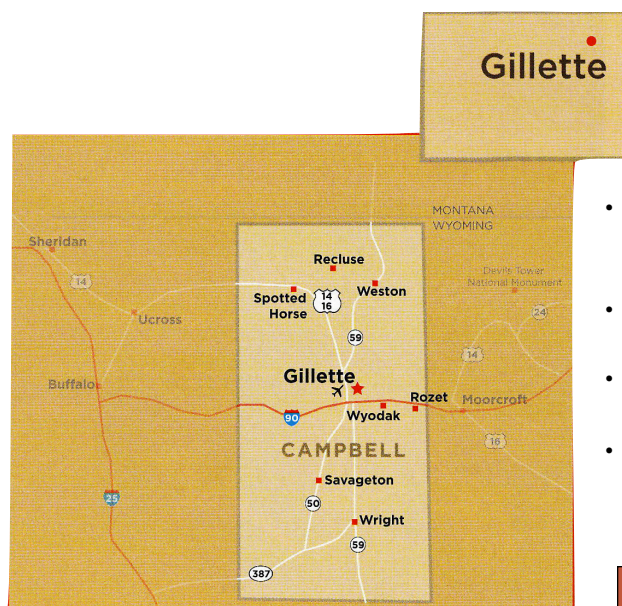 Gillette
MONTANA
WYOMING
Sheridan
14
Ucross
Buffalo
25
Recluse
Spotted
Horse
14
16
Weston
59
Gillette
Rozet
Wyodak
90
CAMPBELL
Savageton
50
Wright
59
387
Devils Tower
National Monument
24
14
Moorcroft
16